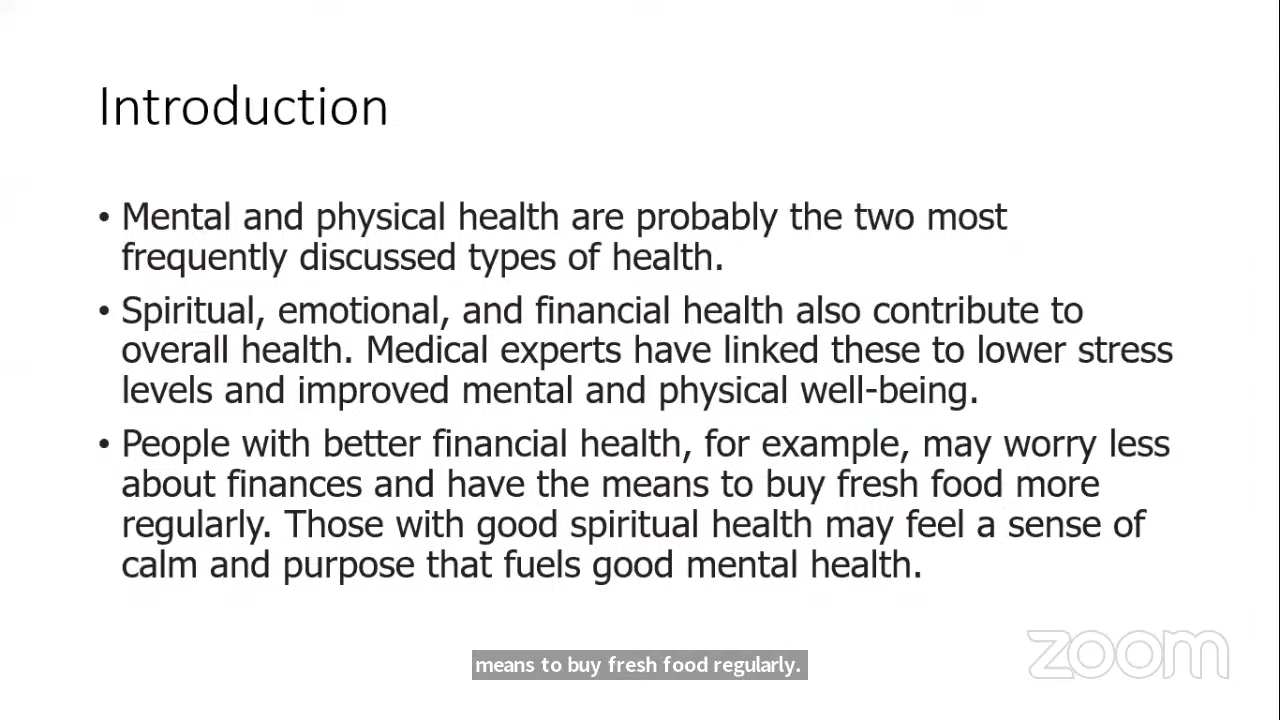 Introduction
• Mental and physical health are probably the two most
frequently discussed types of health.
• Spiritual, emotional, and financial health also contribute to
overall health. Medical experts have linked these to lower stress
levels and improved mental and physical well-being.
• People with better financial health, for example, may worry less
about finances and have the means to buy fresh food more
regularly. Those with good spiritual health may feel a sense of
calm and purpose that fuels good mental health.
zoom
means to buy fresh food regularly.